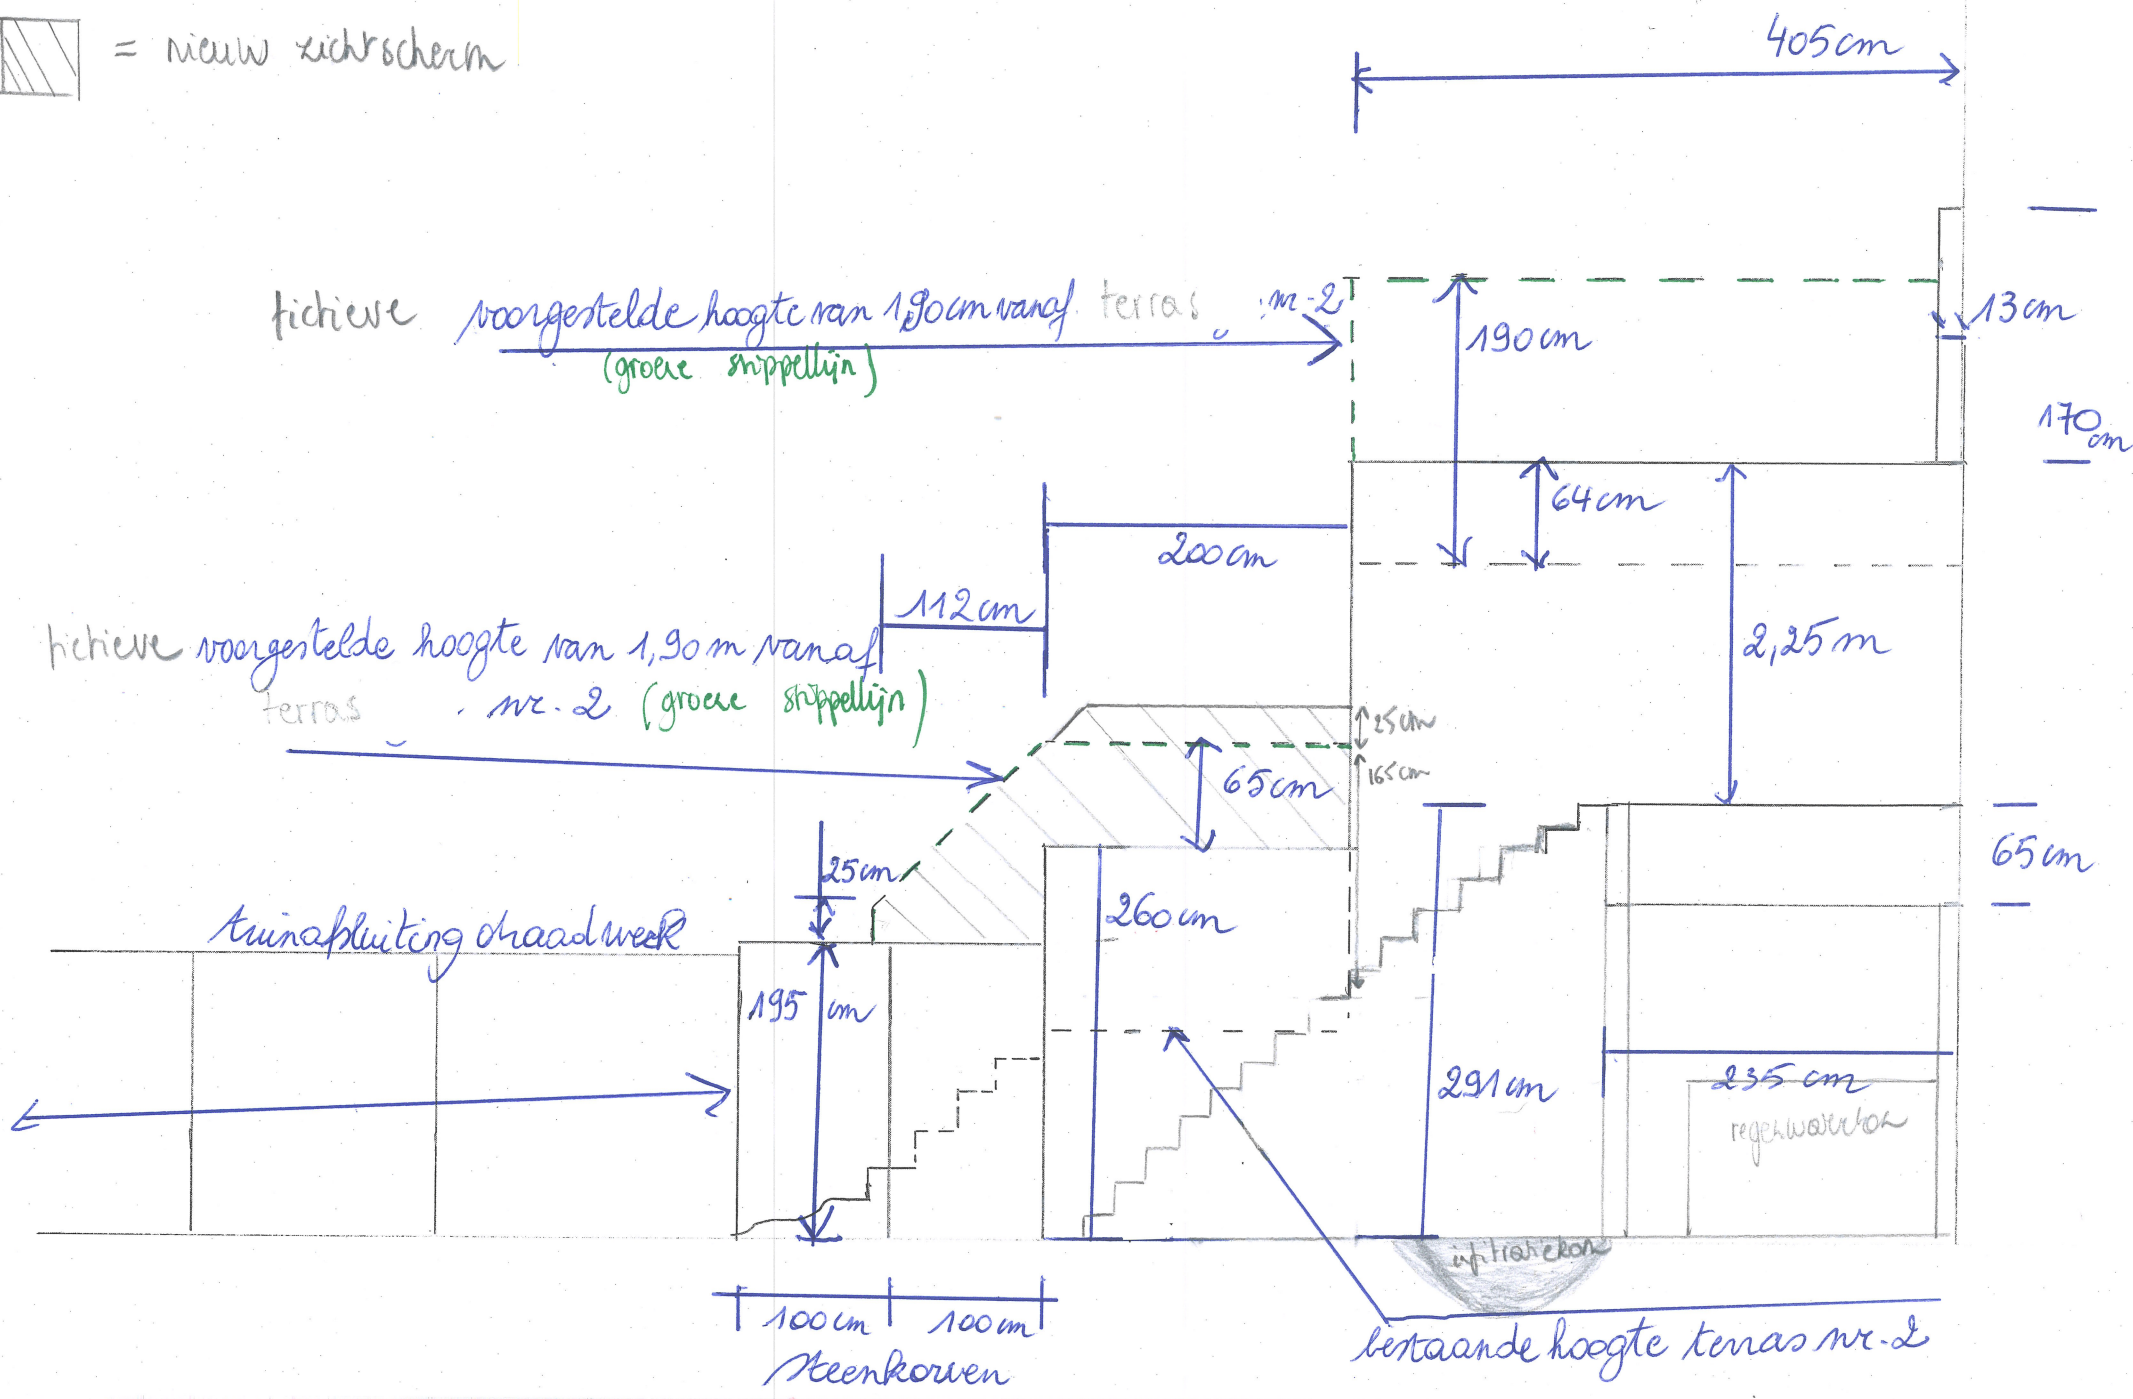 = nieuw zichtscherm
405cm
fictieve voorgestelde hoogte van 1,90cm vanaf terras nr. 2
(groene stippellijn)
190cm
13cm
170cm
64cm
200cm
112cm
2,25m
fictieve voorgestelde hoogte van 1,90m vanaf
terras nr. 2 (groene stippellijn)
25cm
165cm
65cm
65cm
25cm
260cm
tuinafsluiting draadwerk
195 cm
291cm
235 cm
regenwaterton
infiltratiekom
100cm 100cm
steenkorven
bestaande hoogte terras nr. 2